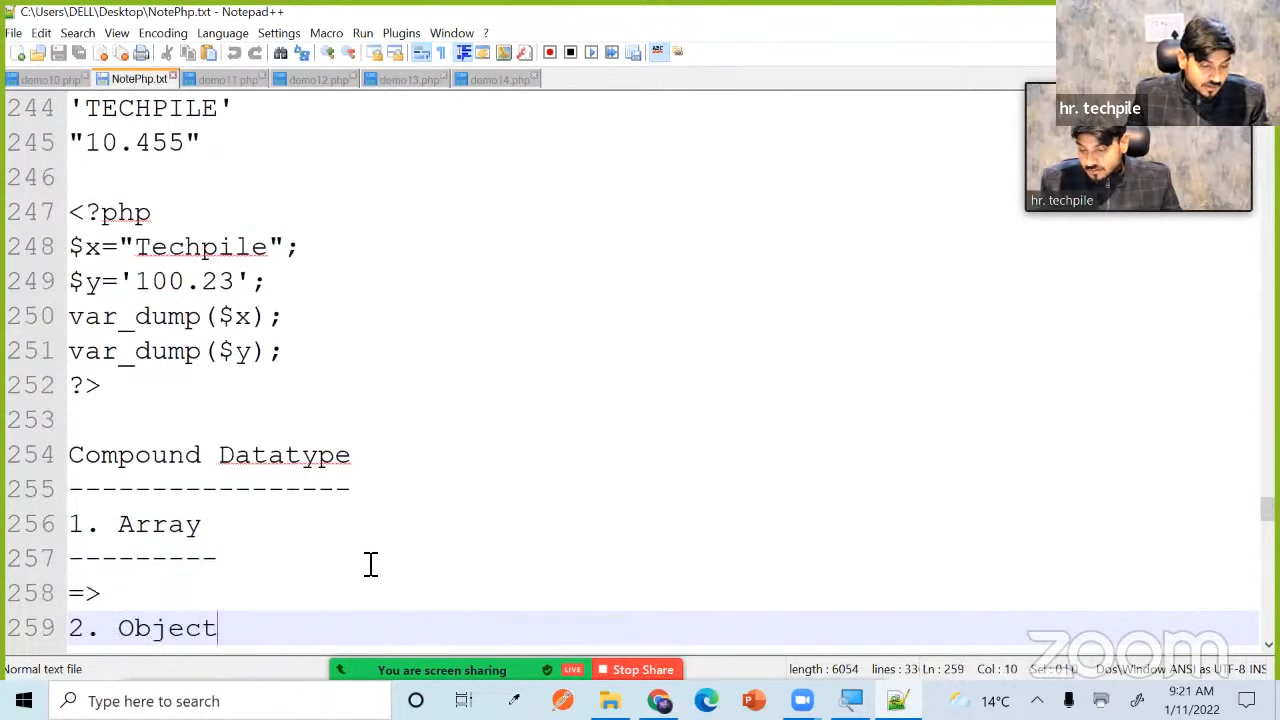 C:\Users\DELL\Desktop\NotePhp.txt - Notepad++
File Edit Search View Encoding Language Settings Macro Run Plugins Window ?
demo10.php NotePhp.txt demo11.php demo12.php demo13.php demo14.php
hr. techpile
hr. techpile
244 'TECHPILE'
245 "10.455"
246
247 <?php
248 $x="Techpile";
249 $y='100.23';
250 var_dump($x);
251 var_dump($y);
252 ?>
253
254 Compound Datatype
255 -----------------
256 1. Array
257 ---------
258 =>
259 2. Object
zoom
Normal text file
You are screen sharing LIVE Stop Share
length : 6054 lines : 33 Ln : 259 Col : Sel : 0 | 0 Dos\Windows ANSI as UTF-8 INS
Type here to search
14°C
9:21 AM
1/11/2022